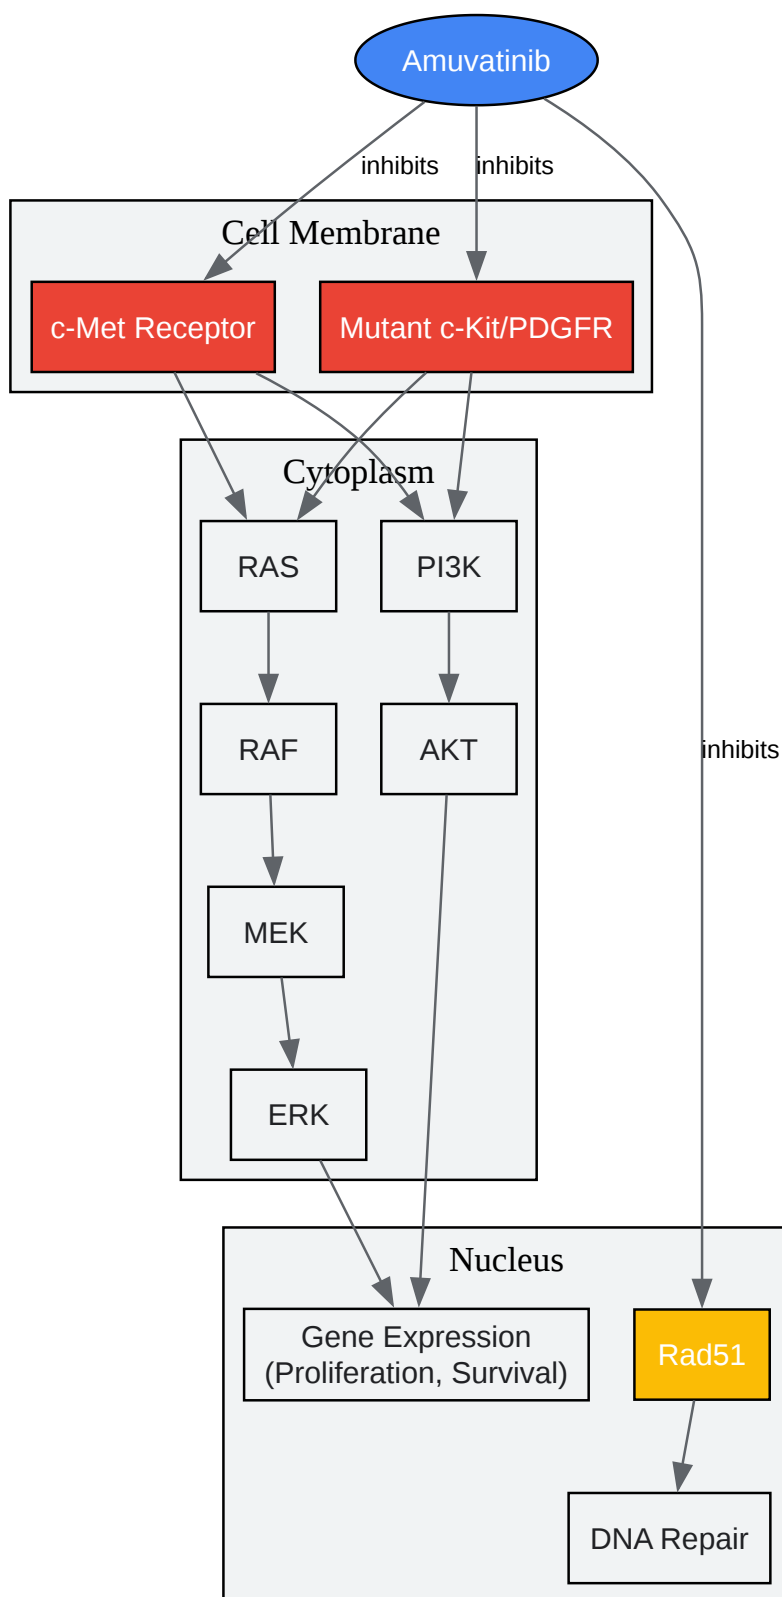 Amuvatinib
inhibits
inhibits
Cell Membrane
c-Met Receptor
Mutant c-Kit/PDGFR
Cytoplasm
RAS
PI3K
RAF
AKT
inhibits
MEK
ERK
Nucleus
Gene Expression
(Proliferation, Survival)
Rad51
DNA Repair